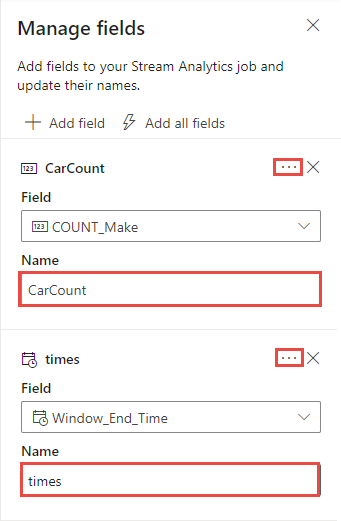 Manage fields
Add fields to your Stream Analytics job and
update their names.
Add field Add all fields
123 CarCount ...
Field
123 COUNT_Make
Name
CarCount
times ...
Field
Window_End_Time
Name
times